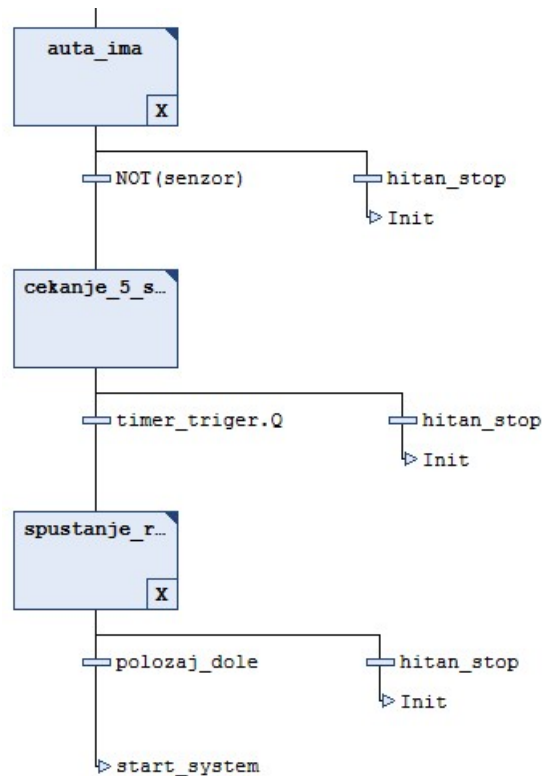 auta_ima
X
NOT(senzor) hitan_stop
Init
cekanje_5_s…
timer_triger.Q hitan_stop
Init
spustanje_r…
X
polozaj_dole hitan_stop
Init
start_system